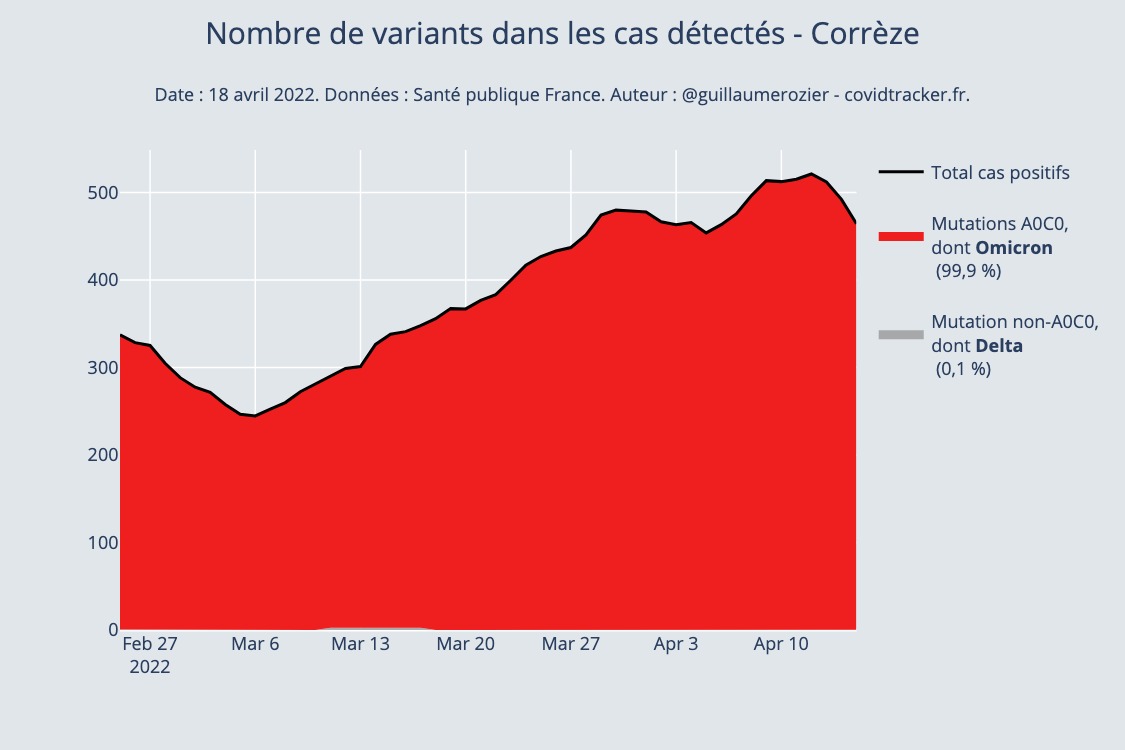 Nombre de variants dans les cas détectés - Corrèze
Date : 18 avril 2022. Données : Santé publique France. Auteur : @guillaumerozier - covidtracker.fr.
Total cas positifs
Mutations A0C0,
dont Omicron
(99,9 %)
Mutation non-A0C0,
dont Delta
(0,1 %)
500
400
300
200
100
0
Feb 27
2022
Mar 6
Mar 13
Mar 20
Mar 27
Apr 3
Apr 10